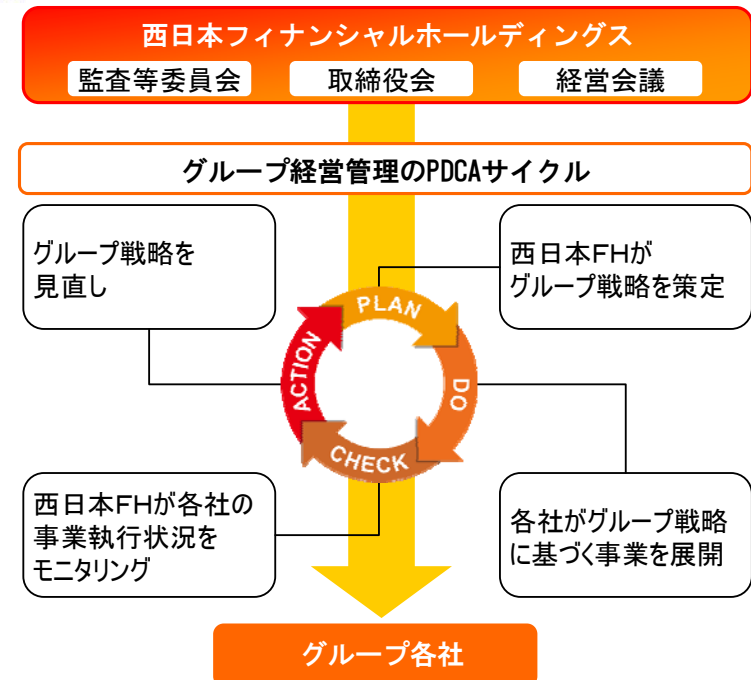 西日本フィナンシャルホールディングス
監査等委員会
取締役会
経営会議
グループ経営管理のPDCAサイクル
グループ戦略を
見直し
西日本FHが
グループ戦略を策定
PLAN
DO
CHECK
ACTION
西日本FHが各社の
事業執行状況を
モニタリング
各社がグループ戦略
に基づく事業を展開
グループ各社